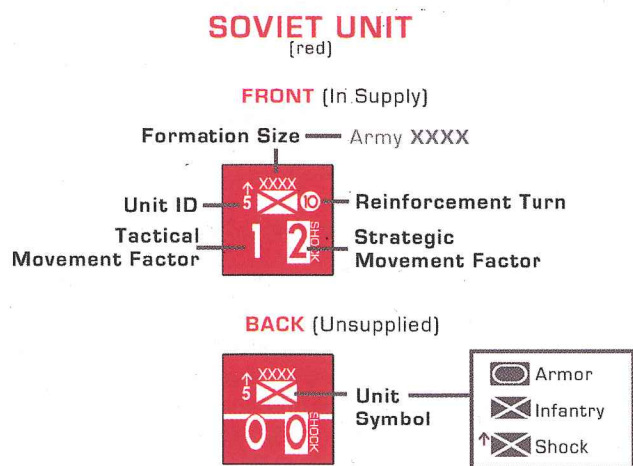 SOVIET UNIT
(red)
FRONT (In Supply)
Formation Size Army XXXX
XXXX
5 10
Unit ID
Reinforcement Turn
1 2 SHOCK
Tactical
Movement Factor
Strategic
Movement Factor
BACK (Unsupplied)
XXXX
5
0 0 SHOCK
Unit
Symbol
Armor
Infantry
Shock